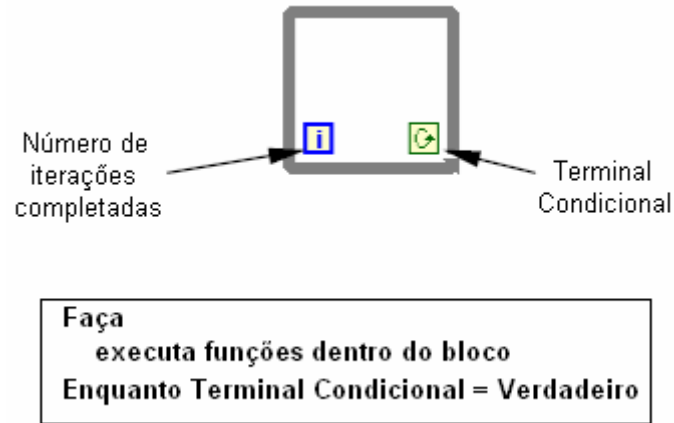 i
Número de
iterações
completadas
Terminal
Condicional
Faça
executa funções dentro do bloco
Enquanto Terminal Condicional = Verdadeiro